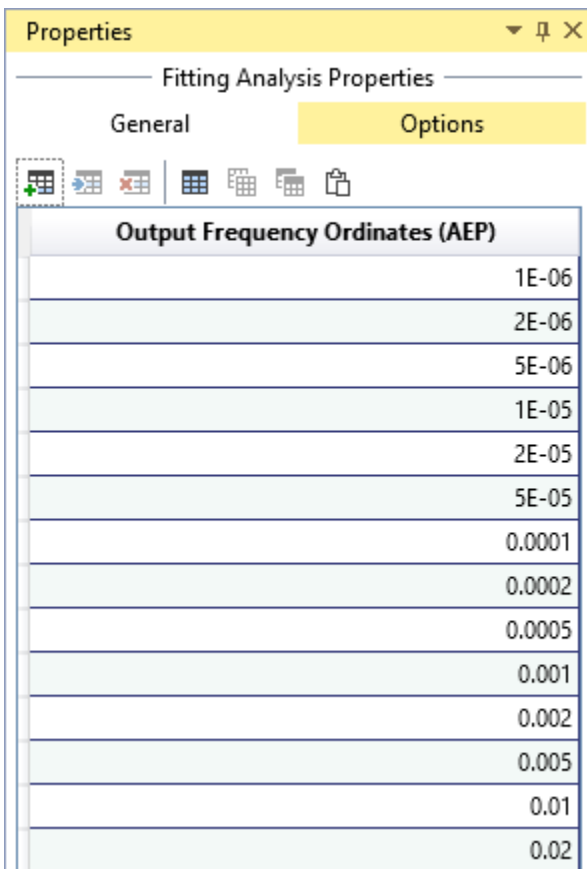 Properties
Fitting Analysis Properties
General Options
Output Frequency Ordinates (AEP)
1E-06
2E-06
5E-06
1E-05
2E-05
5E-05
0.0001
0.0002
0.0005
0.001
0.002
0.005
0.01
0.02